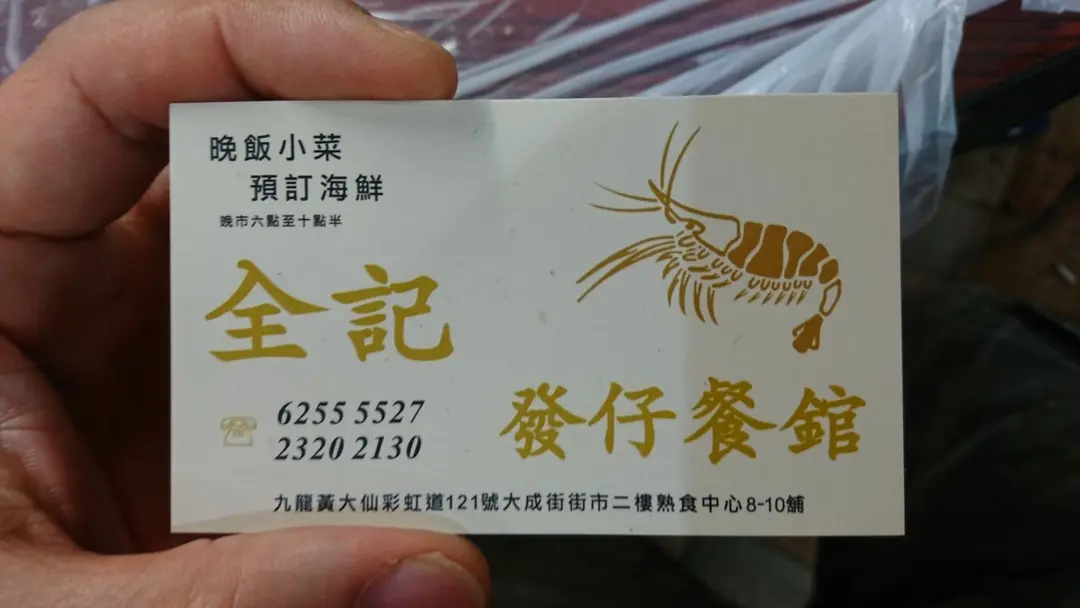 晚飯小菜
預訂海鮮
晚市六點至十點半
全記
6255 5527
2320 2130
發仔餐館
九龍黃大仙彩虹道121號大成街街市二樓熟食中心8-10舖